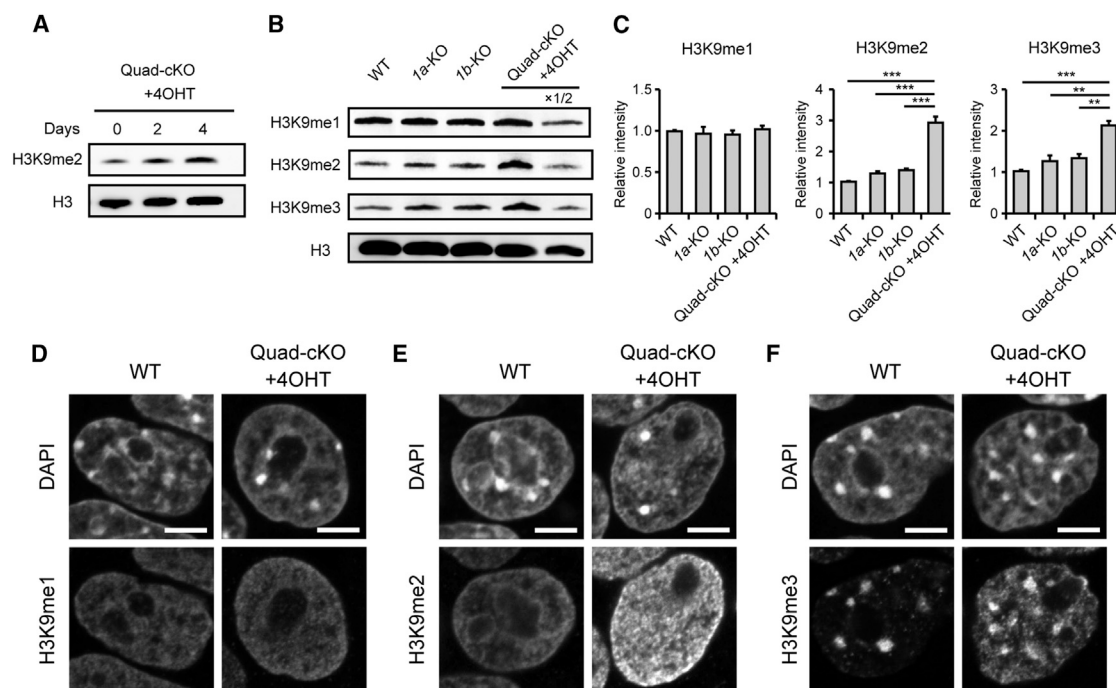 A
Quad-cKO
+4OHT
Days 0 2 4
H3K9me2
H3
B
WT 1a-KO 1b-KO Quad-cKO +4OHT
×1/2
H3K9me1
H3K9me2
H3K9me3
H3
C
H3K9me1
Relative intensity
1.5
1.0
0.5
0
WT 1a-KO 1b-KO Quad-cKO +4OHT
H3K9me2
Relative intensity
***
***
***
4
3
2
1
0
WT 1a-KO 1b-KO Quad-cKO +4OHT
H3K9me3
Relative intensity
***
**
**
3
2
1
0
WT 1a-KO 1b-KO Quad-cKO +4OHT
D
WT Quad-cKO
+4OHT
DAPI
H3K9me1
E
WT Quad-cKO
+4OHT
DAPI
H3K9me2
F
WT Quad-cKO
+4OHT
DAPI
H3K9me3